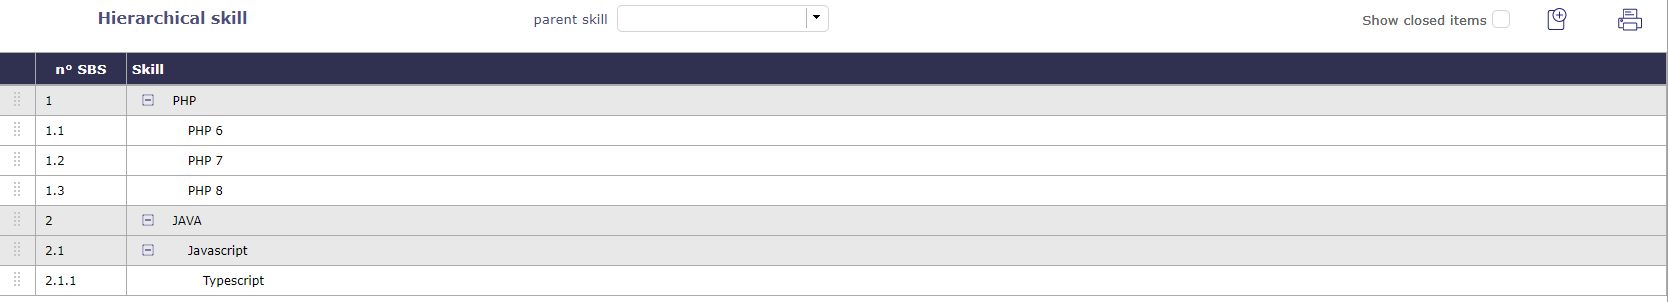 Hierarchical skill parent skill Show closed items
n° SBS Skill
1 PHP
1.1 PHP 6
1.2 PHP 7
1.3 PHP 8
2 JAVA
2.1 Javascript
2.1.1 Typescript